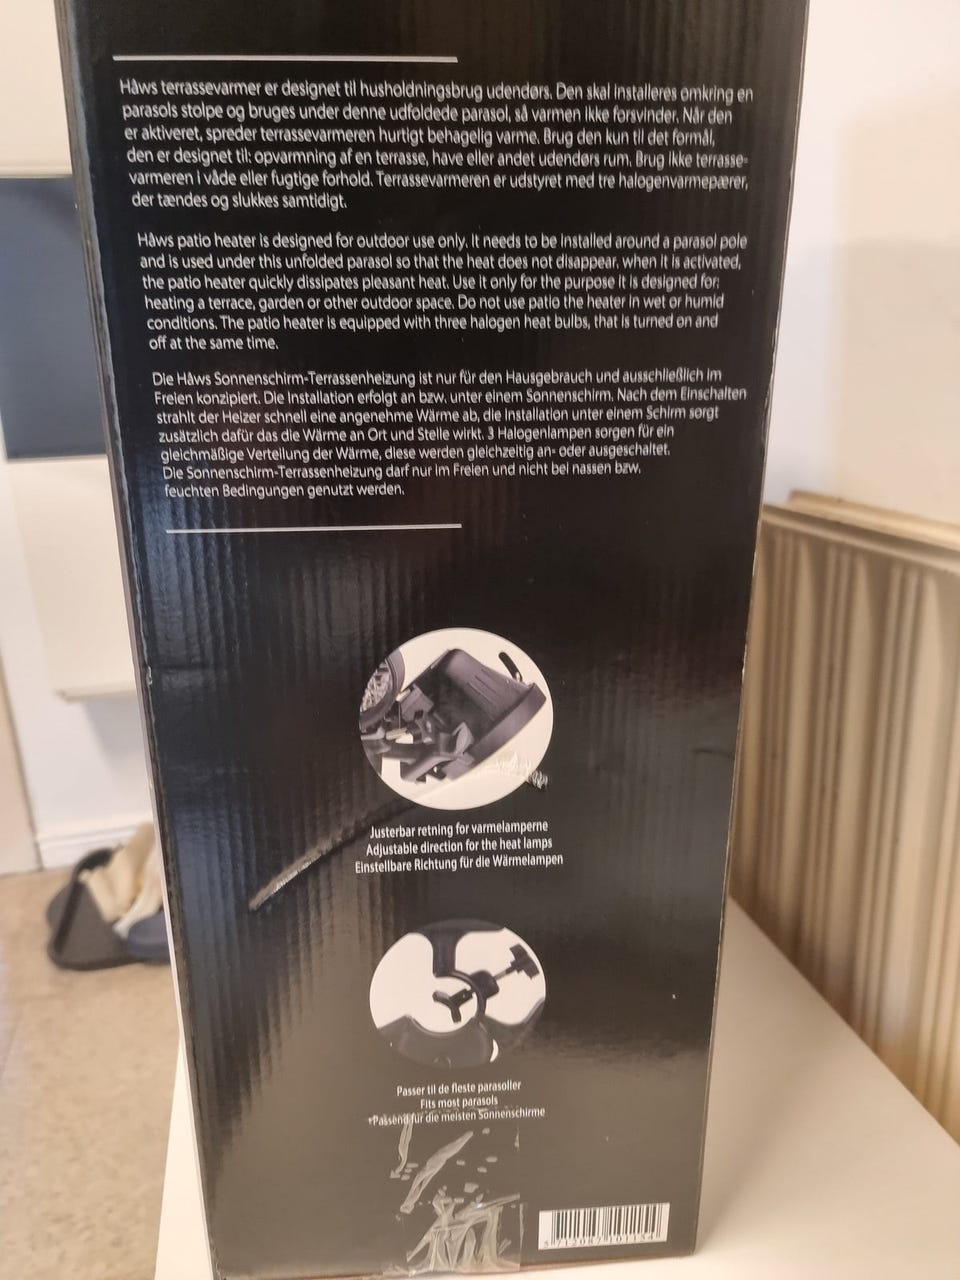 Hâws terrassevarmer er designet til husholdningsbrug udendørs. Den skal installeres omkring en
parasols stolpe og bruges under denne udfoldede parasol, så varmen ikke forsvinder. Når den
er aktiveret, spreder terrassevarmeren hurtigt behagelig varme. Brug den kun til det formål,
den er designet til: opvarmning af en terrasse, have eller andet udendørs rum. Brug ikke terrasse-
varmeren i våde eller fugtige forhold. Terrassevarmeren er udstyret med tre halogenvarmepærer,
der tændes og slukkes samtidigt.
Hâws patio heater is designed for outdoor use only. It needs to be installed around a parasol pole
and is used under this unfolded parasol so that the heat does not disappear, when it is activated,
the patio heater quickly dissipates pleasant heat. Use it only for the purpose it is designed for:
heating a terrace, garden or other outdoor space. Do not use patio the heater in wet or humid
conditions. The patio heater is equipped with three halogen heat bulbs, that is turned on and
off at the same time.
Die Hâws Sonnenschirm-Terrassenheizung ist nur für den Hausgebrauch und ausschließlich im
Freien konzipiert. Die Installation erfolgt an bzw. unter einem Sonnenschirm. Nach dem Einschalten
strahlt der Heizer schnell eine angenehme Wärme ab, die Installation unter einem Schirm sorgt
zusätzlich dafür das die Wärme an Ort und Stelle wirkt. 3 Halogenlampen sorgen für ein
gleichmäßige Verteilung der Wärme, diese werden gleichzeitig an- oder ausgeschaltet.
Die Sonnenschirm-Terrassenheizung darf nur im Freien und nicht bei nassen bzw.
feuchten Bedingungen genutzt werden.
Justerbar retning for varmelamperne
Adjustable direction for the heat lamps
Einstellbare Richtung für die Wärmelampen
Passer til de fleste parasoller
Fits most parasols
Passend für die meisten Sonnenschirme